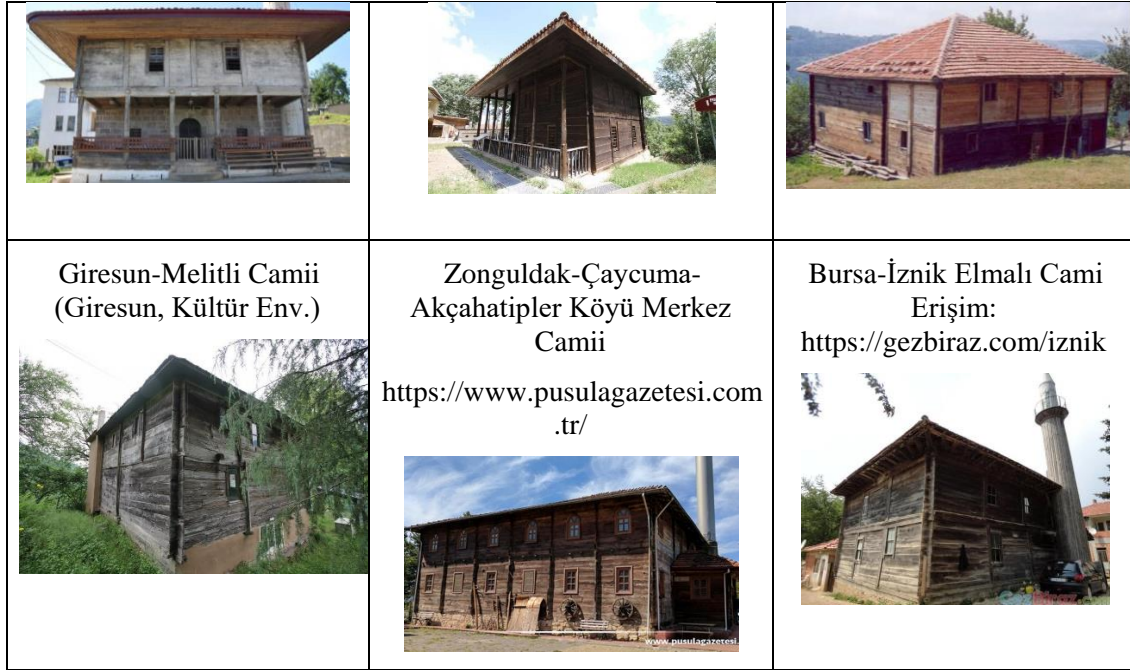 Giresun-Melitli Camii
(Giresun, Kültür Env.)
Zonguldak-Çaycuma-
Akçahatipler Köyü Merkez
Camii
https://www.pusulagazetesi.com
.tr/
www.pusulagazetesi.
Bursa-İznik Elmalı Cami
Erişim:
https://gezbiraz.com/iznik